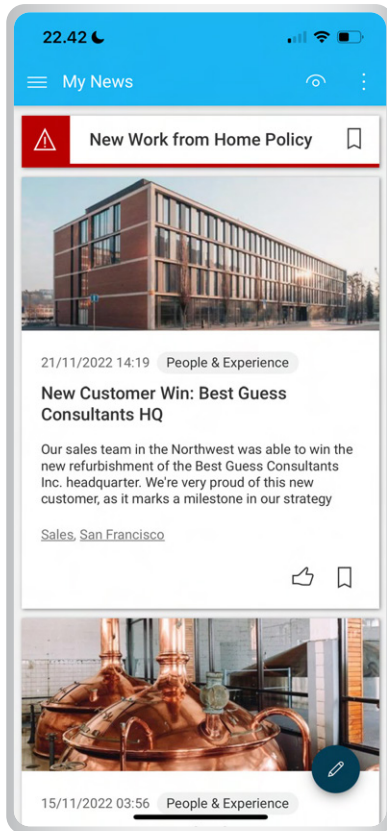 22.42
My News
New Work from Home Policy
21/11/2022 14:19 People & Experience
New Customer Win: Best Guess
Consultants HQ
Our sales team in the Northwest was able to win the
new refurbishment of the Best Guess Consultants
Inc. headquarter. We're very proud of this new
customer, as it marks a milestone in our strategy
Sales, San Francisco
15/11/2022 03:56 People & Experience